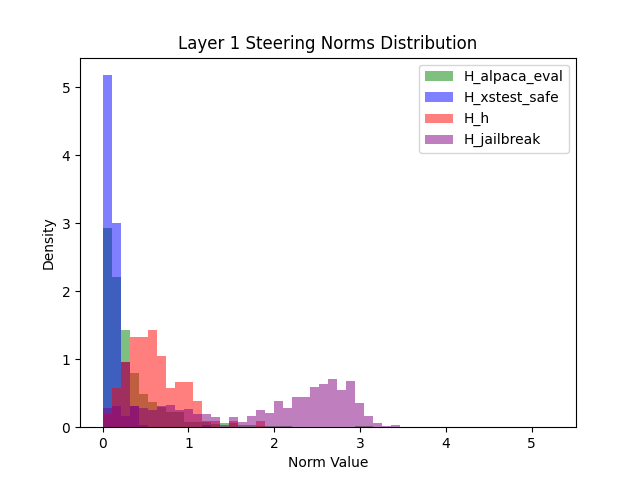 Layer 1 Steering Norms Distribution
H_alpaca_eval
H_xstest_safe
H_h
H_jailbreak
Density
5
4
3
2
1
0
0 1 2 3 4 5
Norm Value